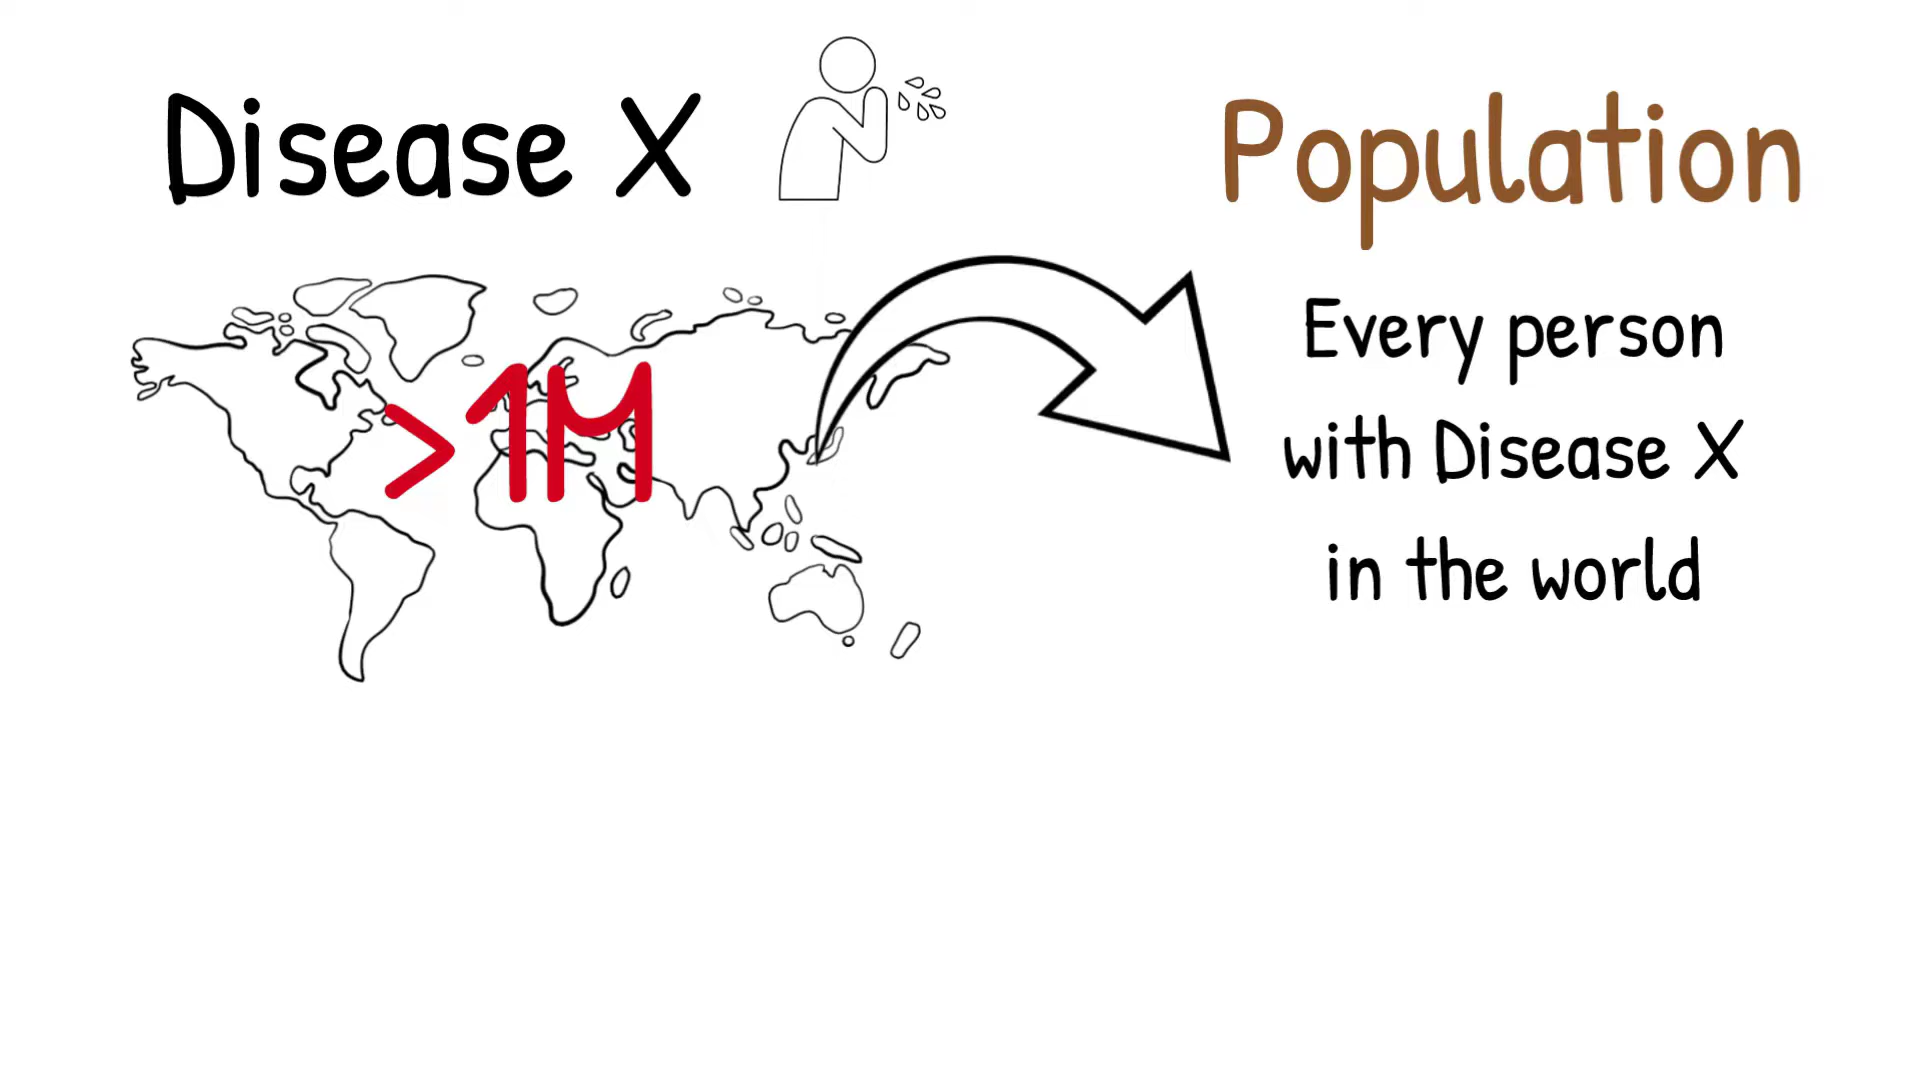 Disease X
Population
>1M
Every person
with Disease X
in the world